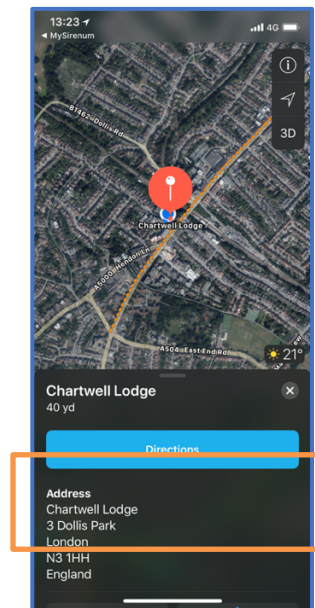 13:23
4G
◀ MySirenum
3D
B1462 Dollis Rd
Chartwell Lodge
A5000 Hendon Ln
A504 East End Rd
21°
Chartwell Lodge
40 yd
Directions
Address
Chartwell Lodge
3 Dollis Park
London
N3 1HH
England